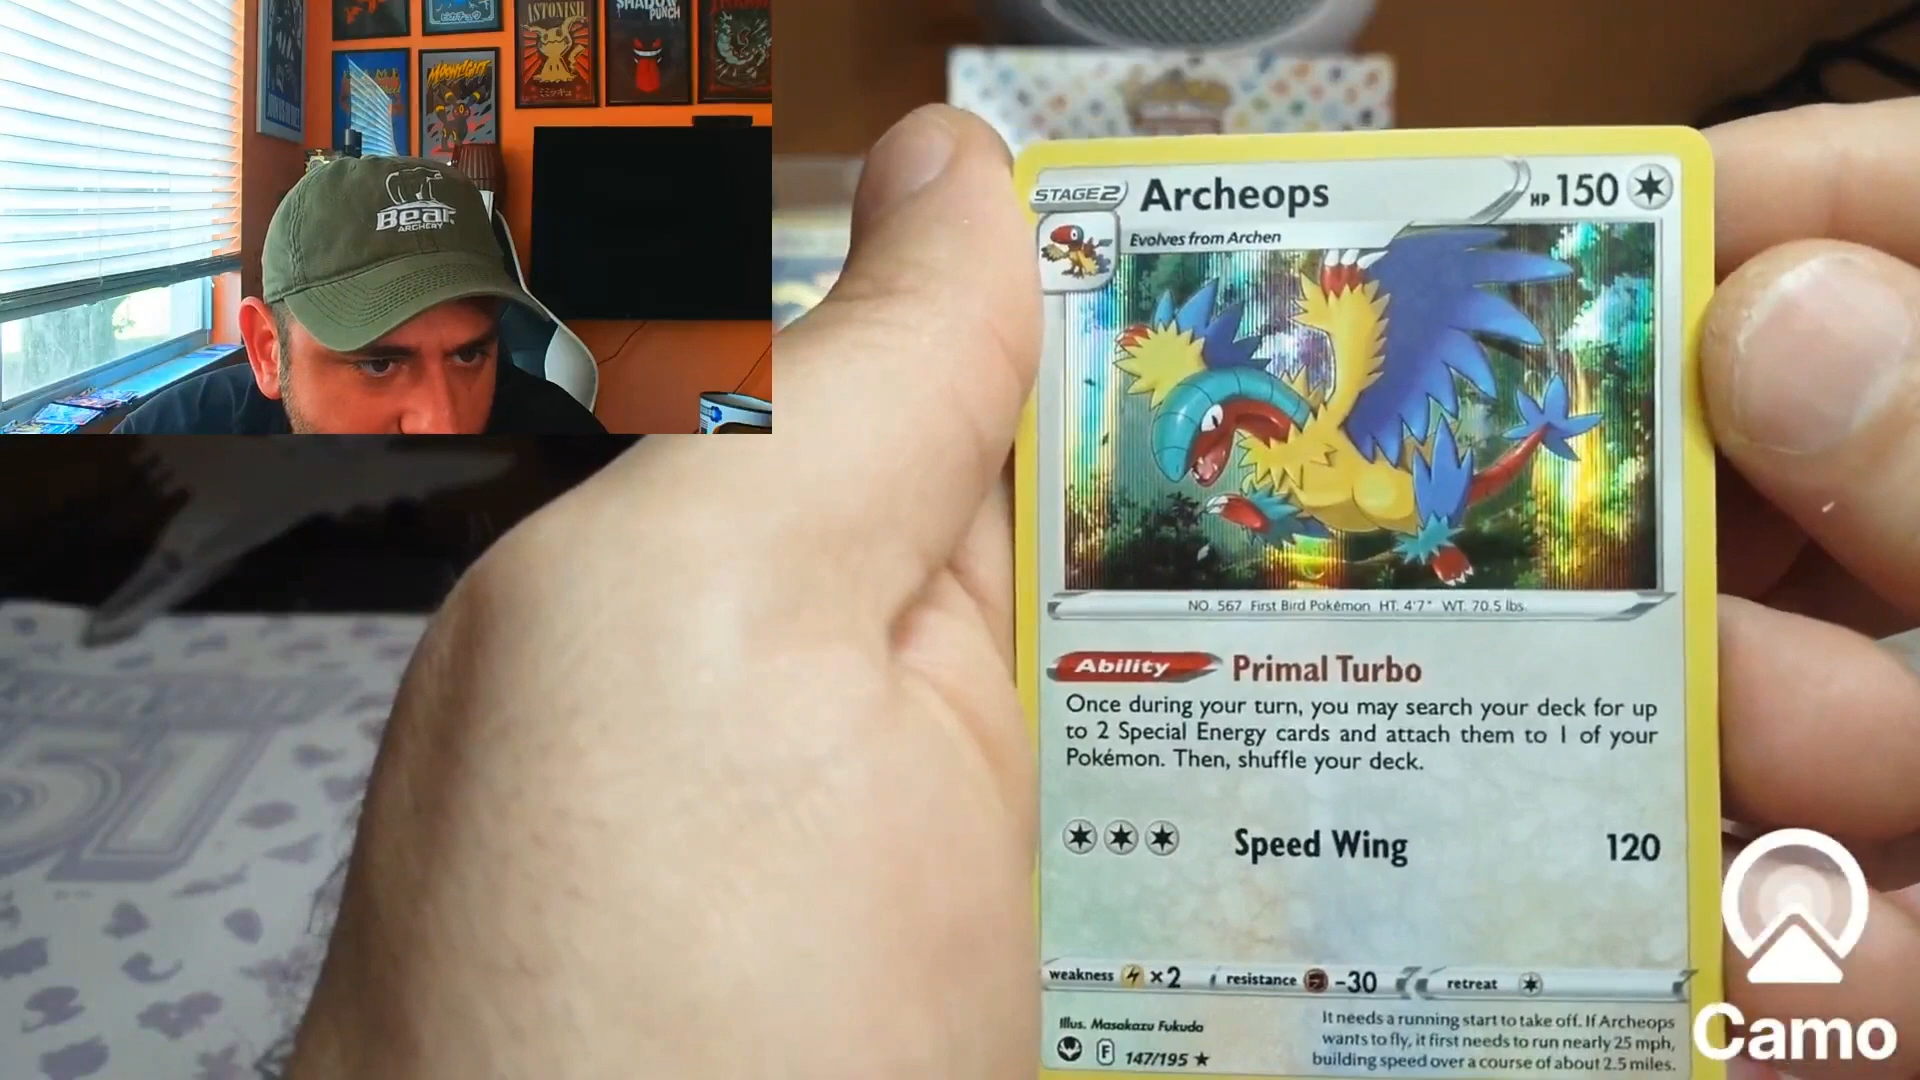 ASTONISH
SHADOW
PUNCH
MOONLIGHT
Bear
ARCHERY
STAGE 2
Archeops
HP 150
Evolves from Archen
NO. 567 First Bird Pokémon HT. 4'7" WT. 70.5 lbs.
Ability Primal Turbo
Once during your turn, you may search your deck for up
to 2 Special Energy cards and attach them to 1 of your
Pokémon. Then, shuffle your deck.
Speed Wing 120
weakness ×2 resistance -30 retreat
Illus. Masakazu Fukuda
F 147/195 ★
It needs a running start to take off. If Archeops
wants to fly, it first needs to run nearly 25 mph,
building speed over a course of about 2.5 miles.
Camo